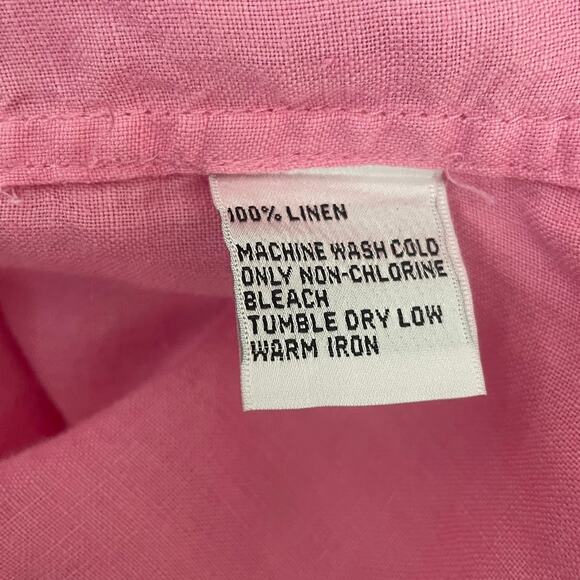 100% LINEN
MACHINE WASH COLD
ONLY NON-CHLORINE
BLEACH
TUMBLE DRY LOW
WARM IRON